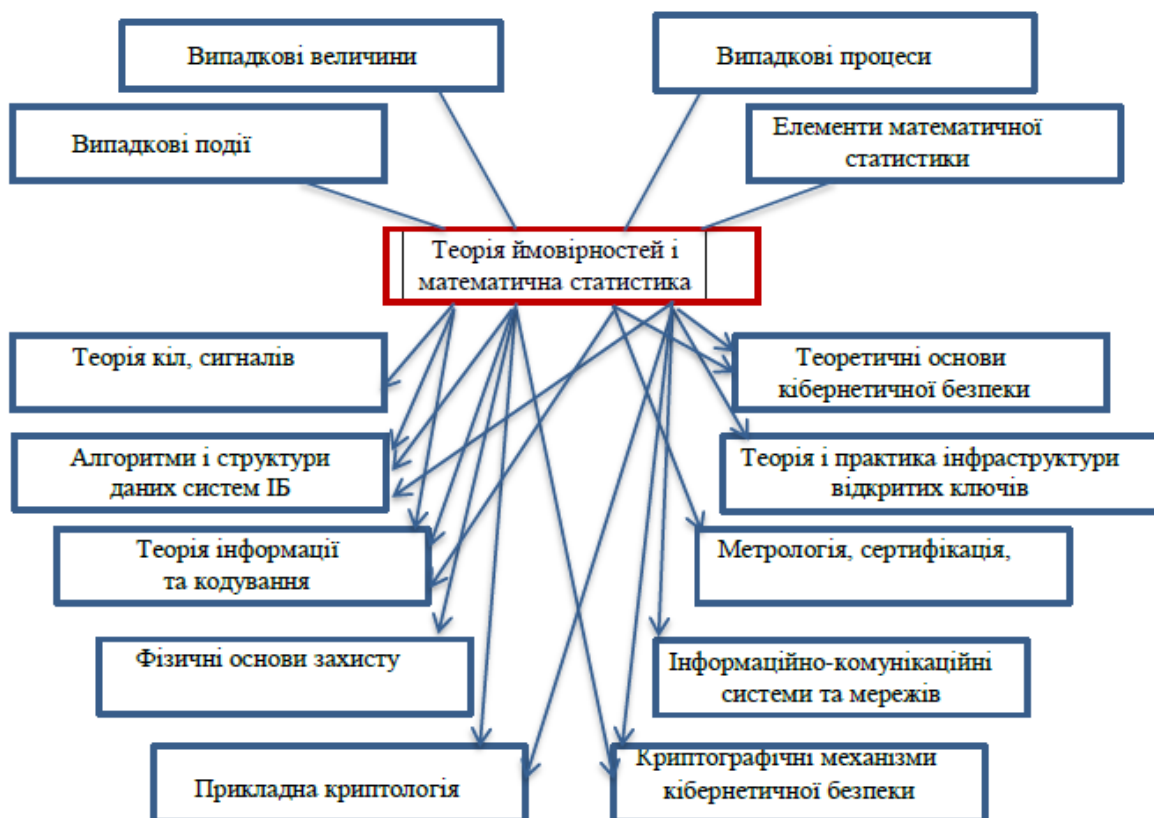 Випадкові величини
Випадкові процеси
Випадкові події
Елементи математичної
статистики
Теорія ймовірностей і
математична статистика
Теорія кіл, сигналів
Теоретичні основи
кібернетичної безпеки
Алгоритми і структури
даних систем ІБ
Теорія і практика інфраструктури
відкритих ключів
Теорія інформації
та кодування
Метрологія, сертифікація,
Фізичні основи захисту
Інформаційно-комунікаційні
системи та мережів
Прикладна криптологія
Криптографічні механізми
кібернетичної безпеки